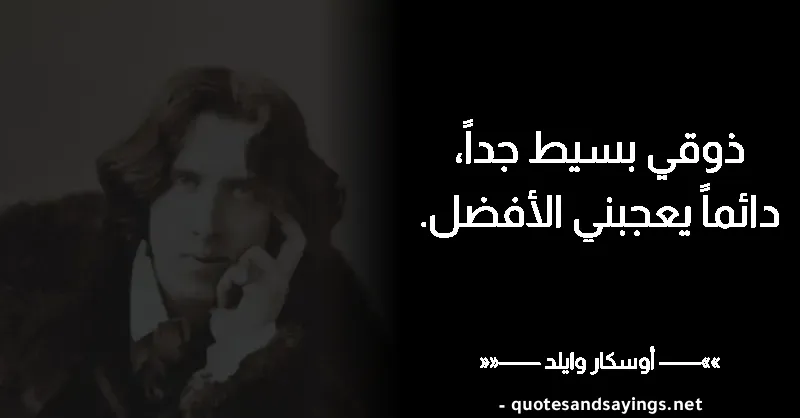 ذوقي بسيط جداً،
دائماً يعجبني الأفضل.
»»—— أوسكار وايلد ——««
- quotesandsayings.net